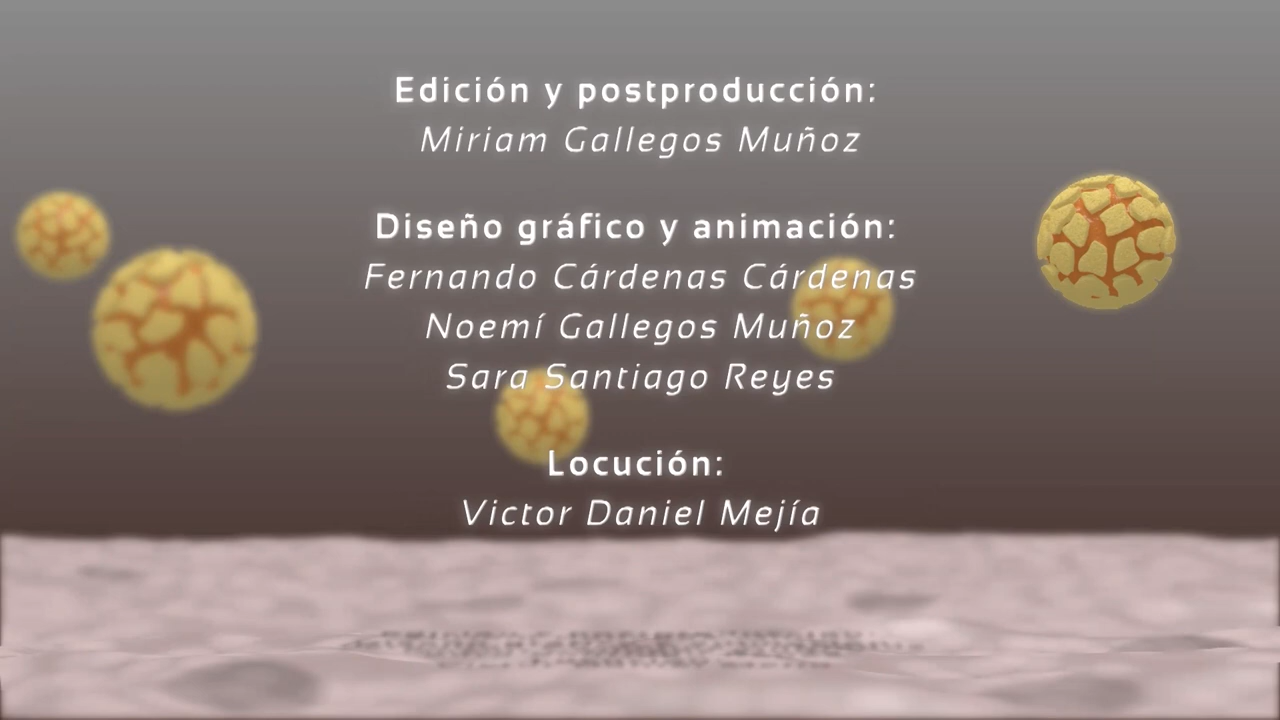 Edición y postproducción:
Miriam Gallegos Muñoz
Diseño gráfico y animación:
Fernando Cárdenas Cárdenas
Noemí Gallegos Muñoz
Sara Santiago Reyes
Locución:
Victor Daniel Mejía